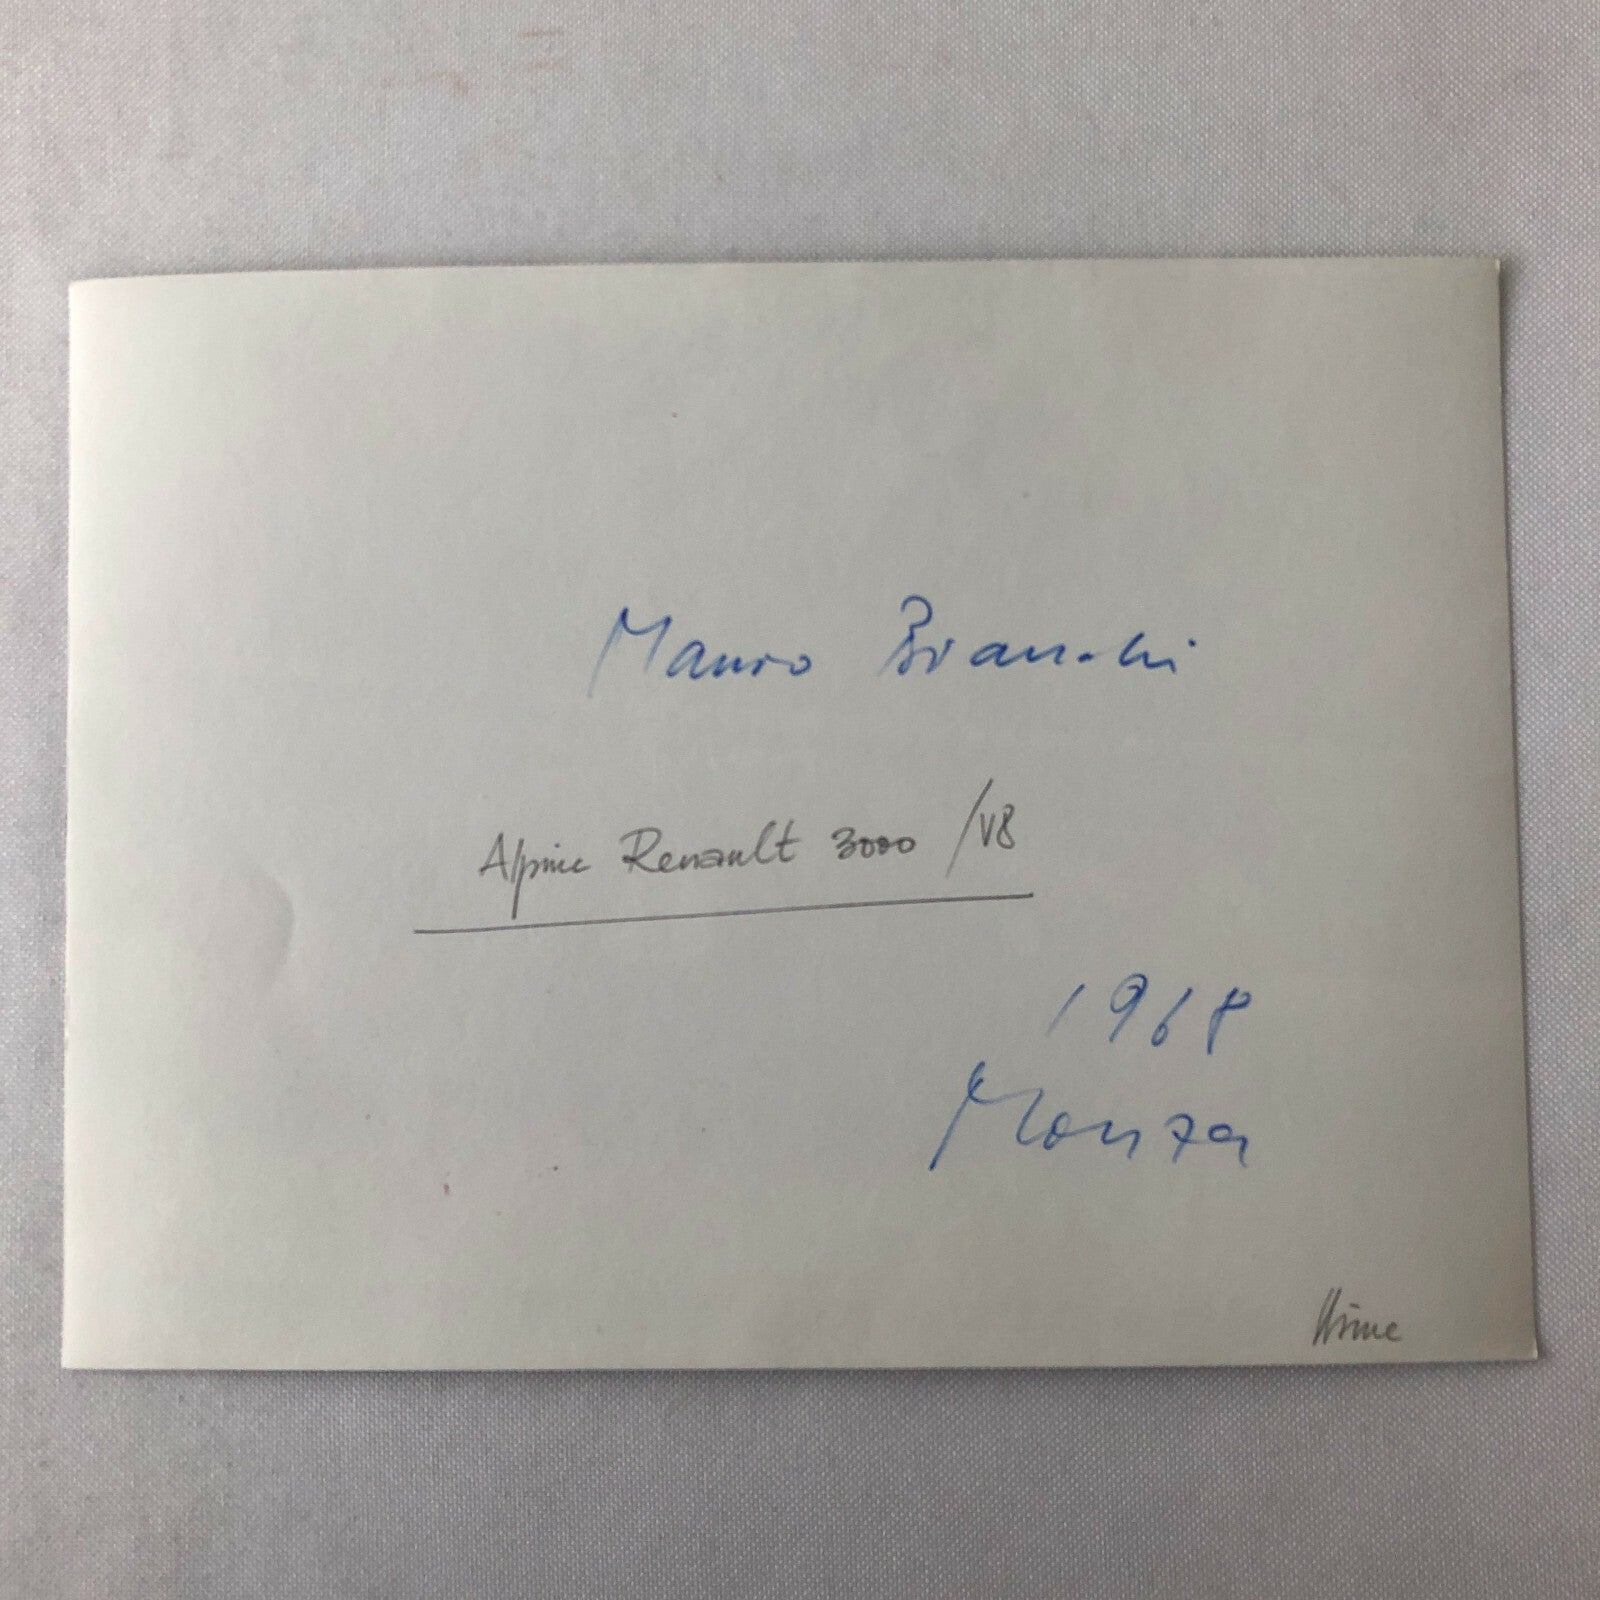 Mauro Bianchi
Alpine Renault 3000 /V8
1968
Monza